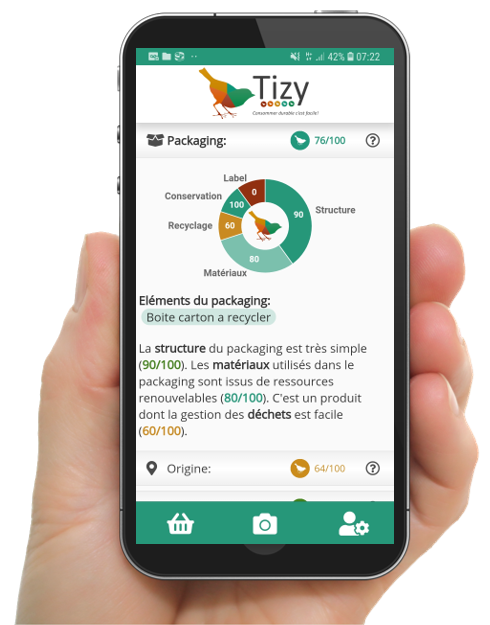 42% 07:22
Tizy
Consommer durable c'est facile!
Packaging: 76/100
Label
0
Conservation
100
90
Structure
Recyclage
60
80
Matériaux
Eléments du packaging:
Boite carton a recycler
La structure du packaging est très simple
(90/100). Les matériaux utilisés dans le
packaging sont issus de ressources
renouvelables (80/100). C'est un produit
dont la gestion des déchets est facile
(60/100).
Origine: 64/100